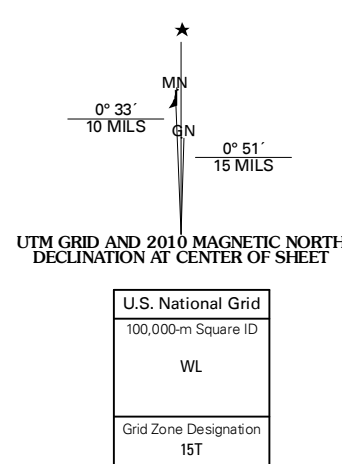 MN
0° 33´
10 MILS
GN
0° 51´
15 MILS
UTM GRID AND 2010 MAGNETIC NORTH
DECLINATION AT CENTER OF SHEET
U.S. National Grid
100,000-m Square ID
WL
Grid Zone Designation
15T